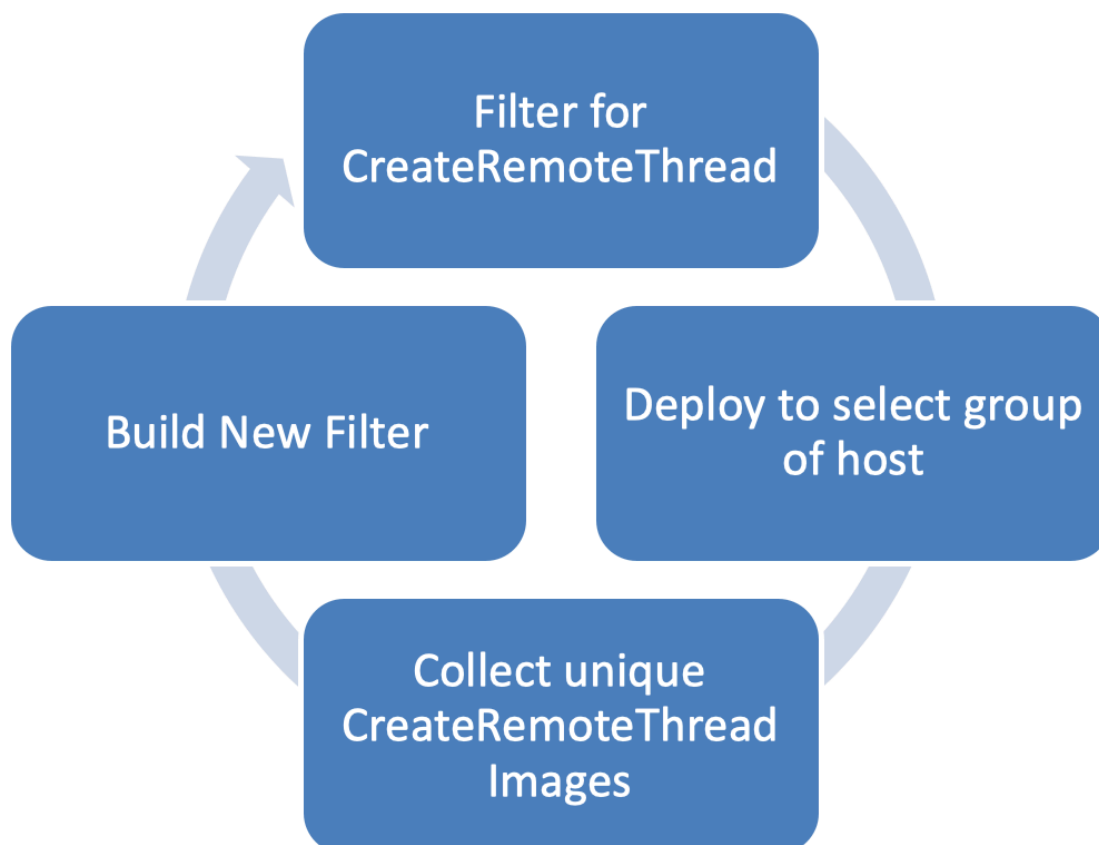 Filter for
CreateRemoteThread
Deploy to select group
of host
Collect unique
CreateRemoteThread
Images
Build New Filter